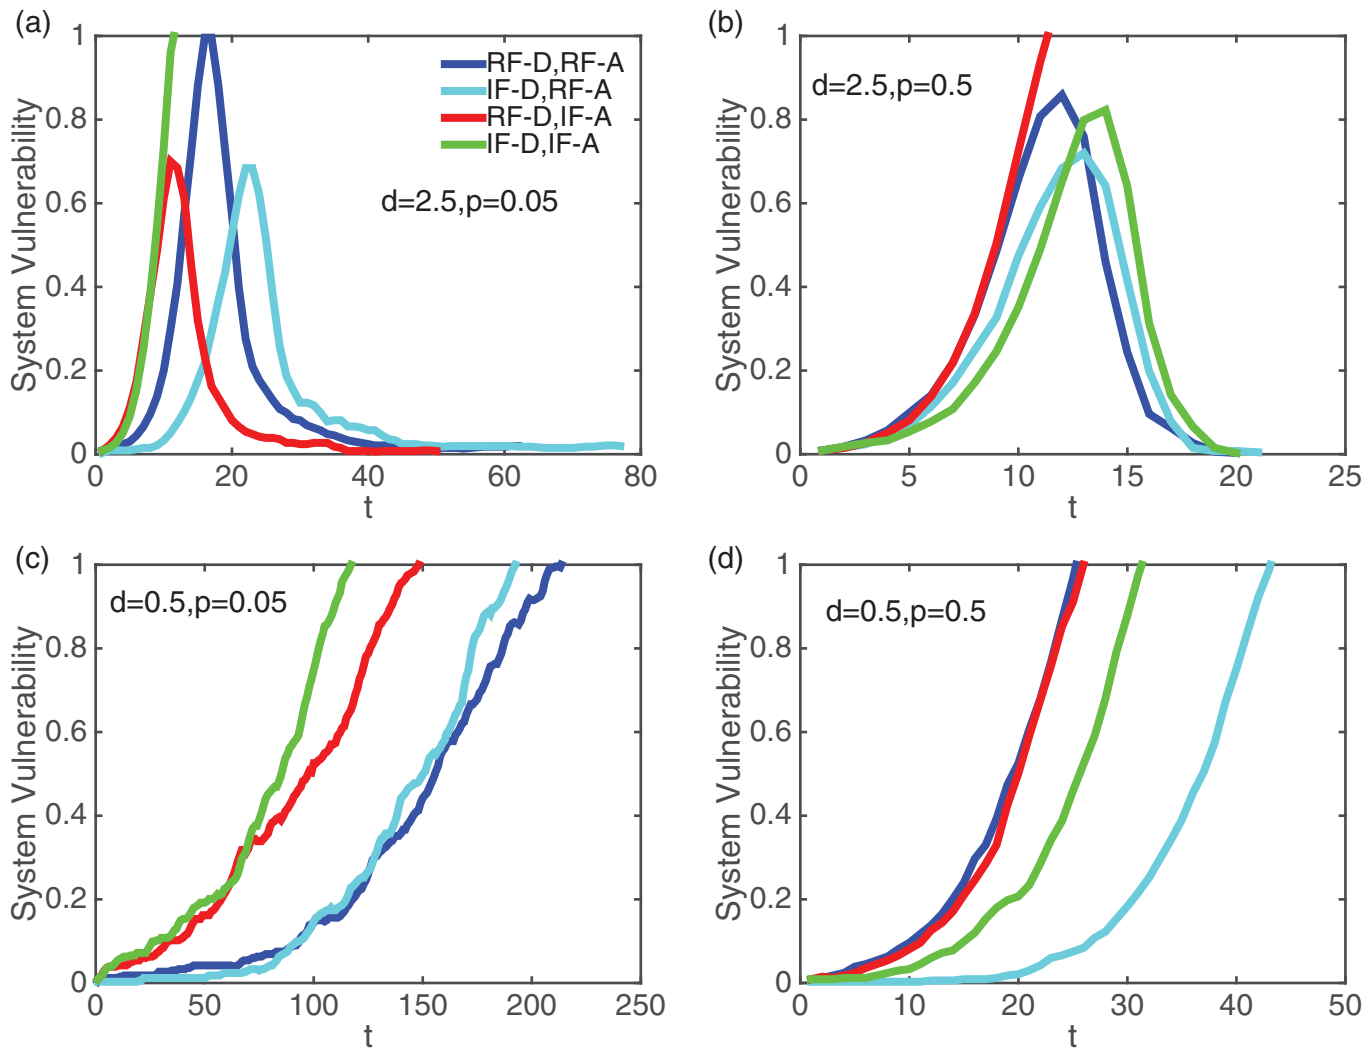 (a)
1
0.8
0.6
0.4
0.2
0
0
20
40
60
80
System Vulnerability
t
RF-D,RF-A
IF-D,RF-A
RF-D,IF-A
IF-D,IF-A
d=2.5,p=0.05
(b)
1
0.8
0.6
0.4
0.2
0
5
10
15
20
25
System Vulnerability
t
d=2.5,p=0.5
(c)
1
0.8
0.6
0.4
0.2
0
0
50
100
150
200
250
System Vulnerability
t
d=0.5,p=0.05
(d)
1
0.8
0.6
0.4
0.2
0
10
20
30
40
50
System Vulnerability
t
d=0.5,p=0.5